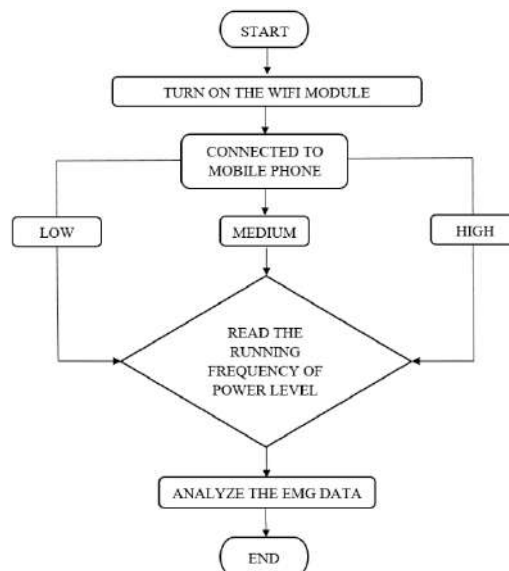 START
TURN ON THE WIFI MODULE
CONNECTED TO
MOBILE PHONE
LOW
MEDIUM
HIGH
READ THE
RUNNING
FREQUENCY OF
POWER LEVEL
ANALYZE THE EMG DATA
END